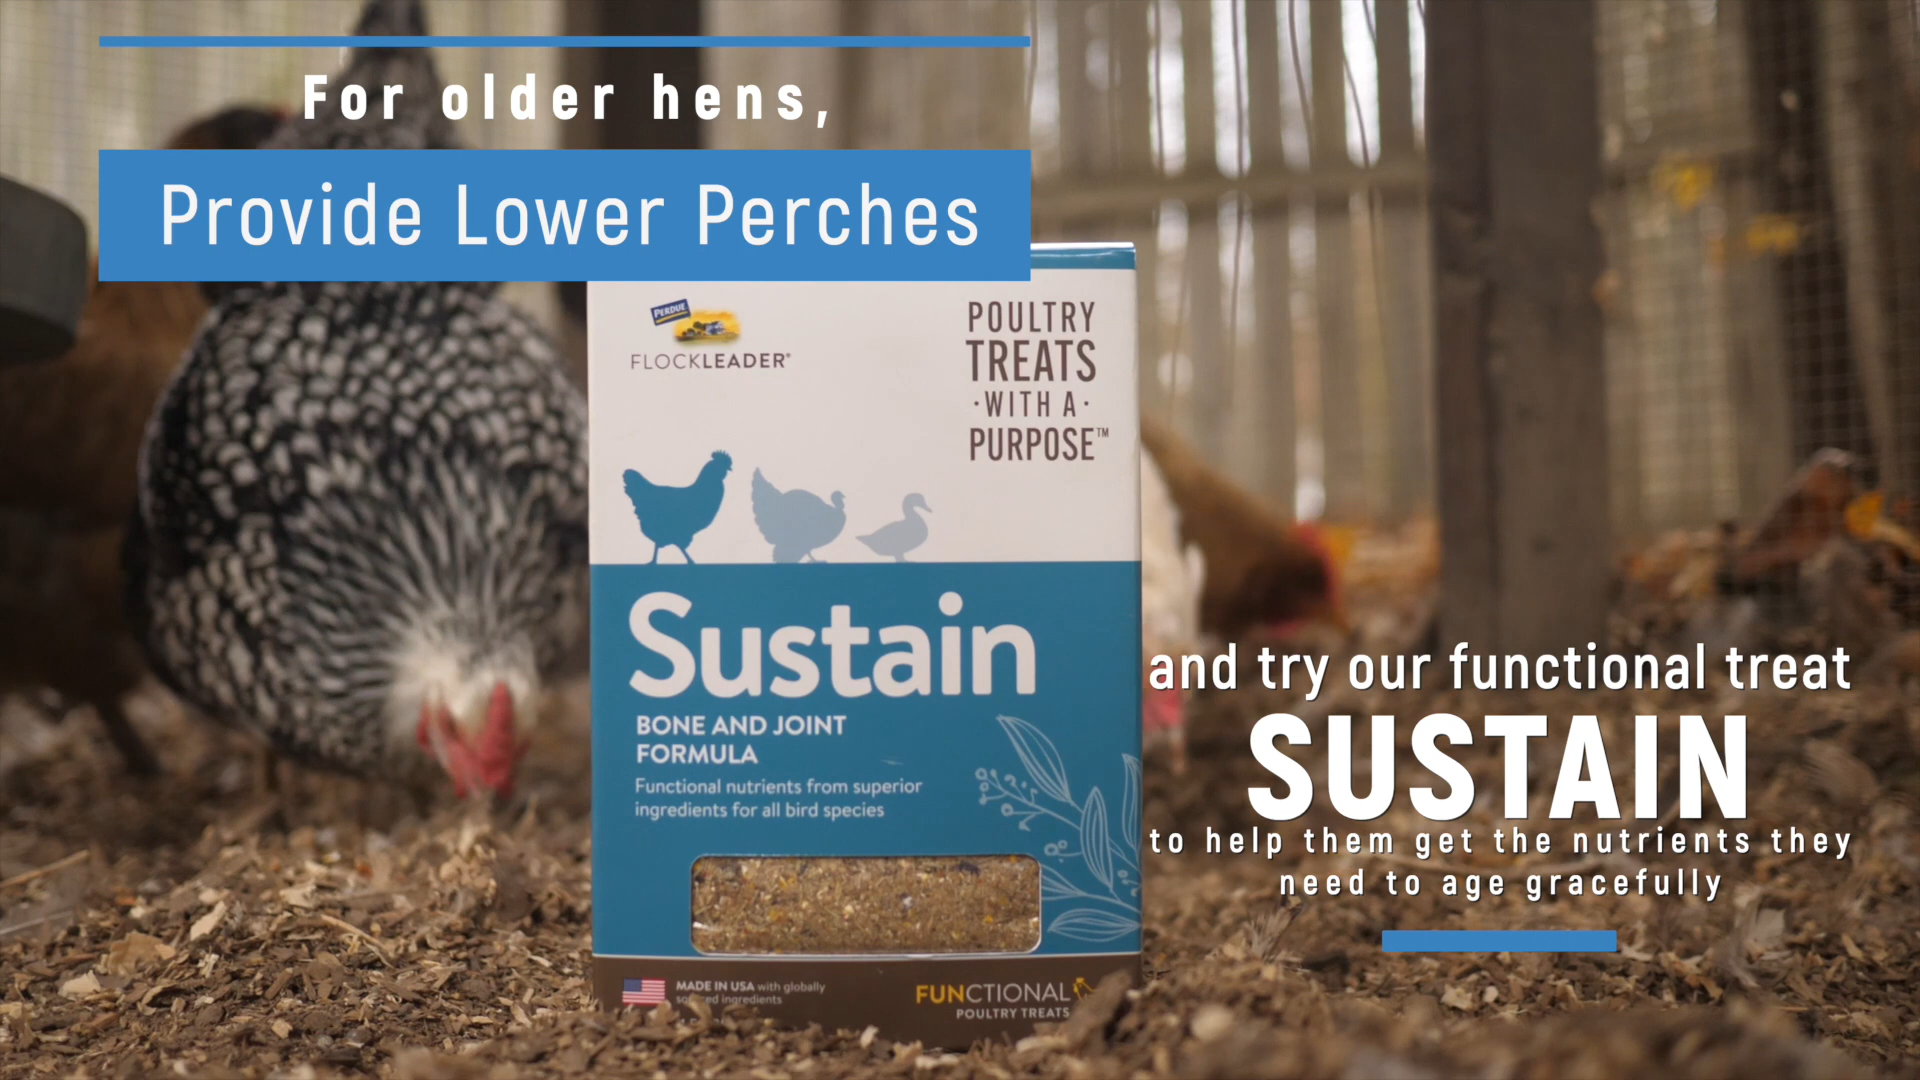 For older hens,
Provide Lower Perches
PERDUE
FLOCKLEADER®
POULTRY
TREATS
·WITH A·
PURPOSE™
Sustain
BONE AND JOINT
FORMULA
Functional nutrients from superior
ingredients for all bird species
MADE IN USA with globally
ingredients
FUNCTIONAL
POULTRY TREATS
and try our functional treat
SUSTAIN
to help them get the nutrients they
need to age gracefully